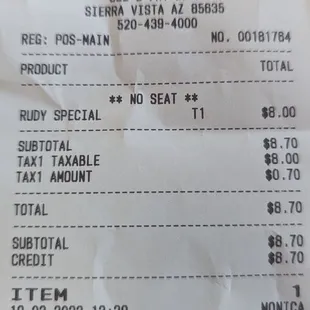 SIERRA VISTA AZ 85635
520-439-4000
REG: POS-MAIN NO. 00181784
PRODUCT TOTAL
** NO SEAT **
RUDY SPECIAL T1 $8.00
SUBTOTAL $8.70
TAX1 TAXABLE $8.00
TAX1 AMOUNT $0.70
TOTAL $8.70
SUBTOTAL $8.70
CREDIT $8.70
ITEM 1
MONICA